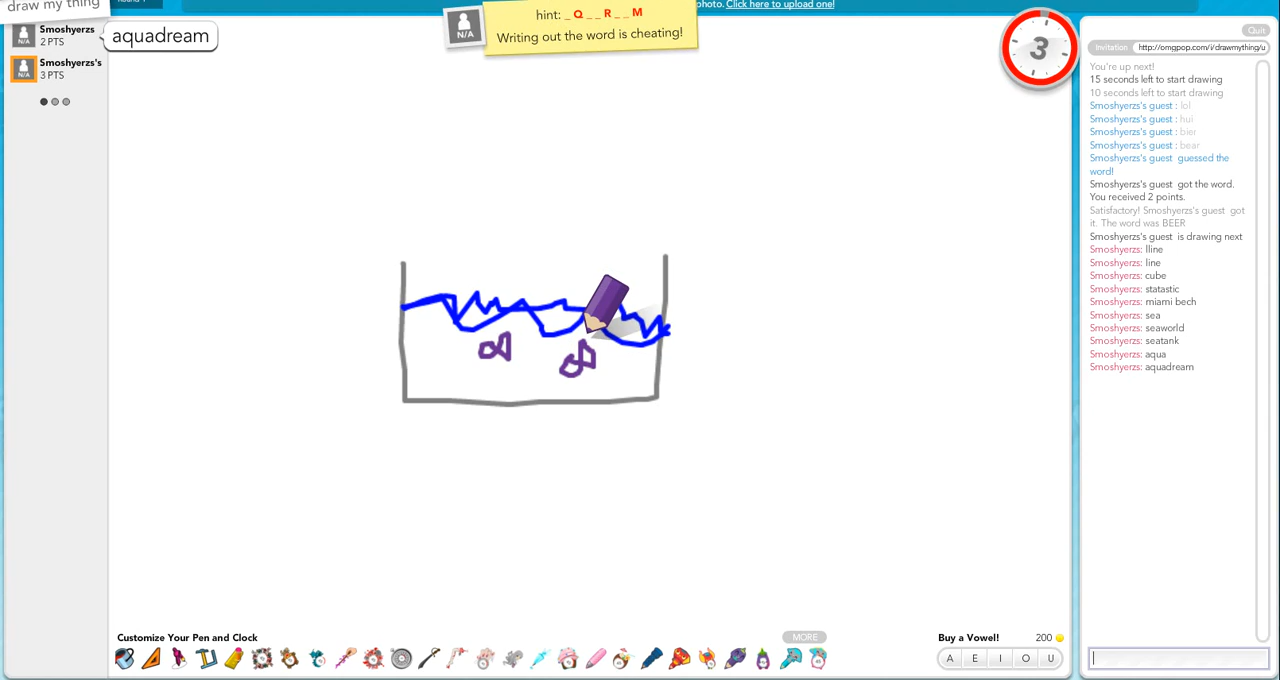 draw my thing
photo. Click here to upload one!
Smoshyerzs
2 PTS
aquadream
Smoshyerzs's
3 PTS
N/A
N/A
N/A
hint: _ Q _ _ R _ _ M
Writing out the word is cheating!
3
Quit
Invitation http://omgpop.com/i/drawmything/u
You're up next!
15 seconds left to start drawing
10 seconds left to start drawing
Smoshyerzs's guest : lol
Smoshyerzs's guest : hui
Smoshyerzs's guest : bier
Smoshyerzs's guest : bear
Smoshyerzs's guest guessed the
word!
Smoshyerzs's guest got the word.
You received 2 points.
Satisfactory! Smoshyerzs's guest got
it. The word was BEER
Smoshyerzs's guest is drawing next
Smoshyerzs: lline
Smoshyerzs: line
Smoshyerzs: cube
Smoshyerzs: statastic
Smoshyerzs: miami bech
Smoshyerzs: sea
Smoshyerzs: seaworld
Smoshyerzs: seatank
Smoshyerzs: aqua
Smoshyerzs: aquadream
Customize Your Pen and Clock
MORE
Buy a Vowel! 200
A E I O U